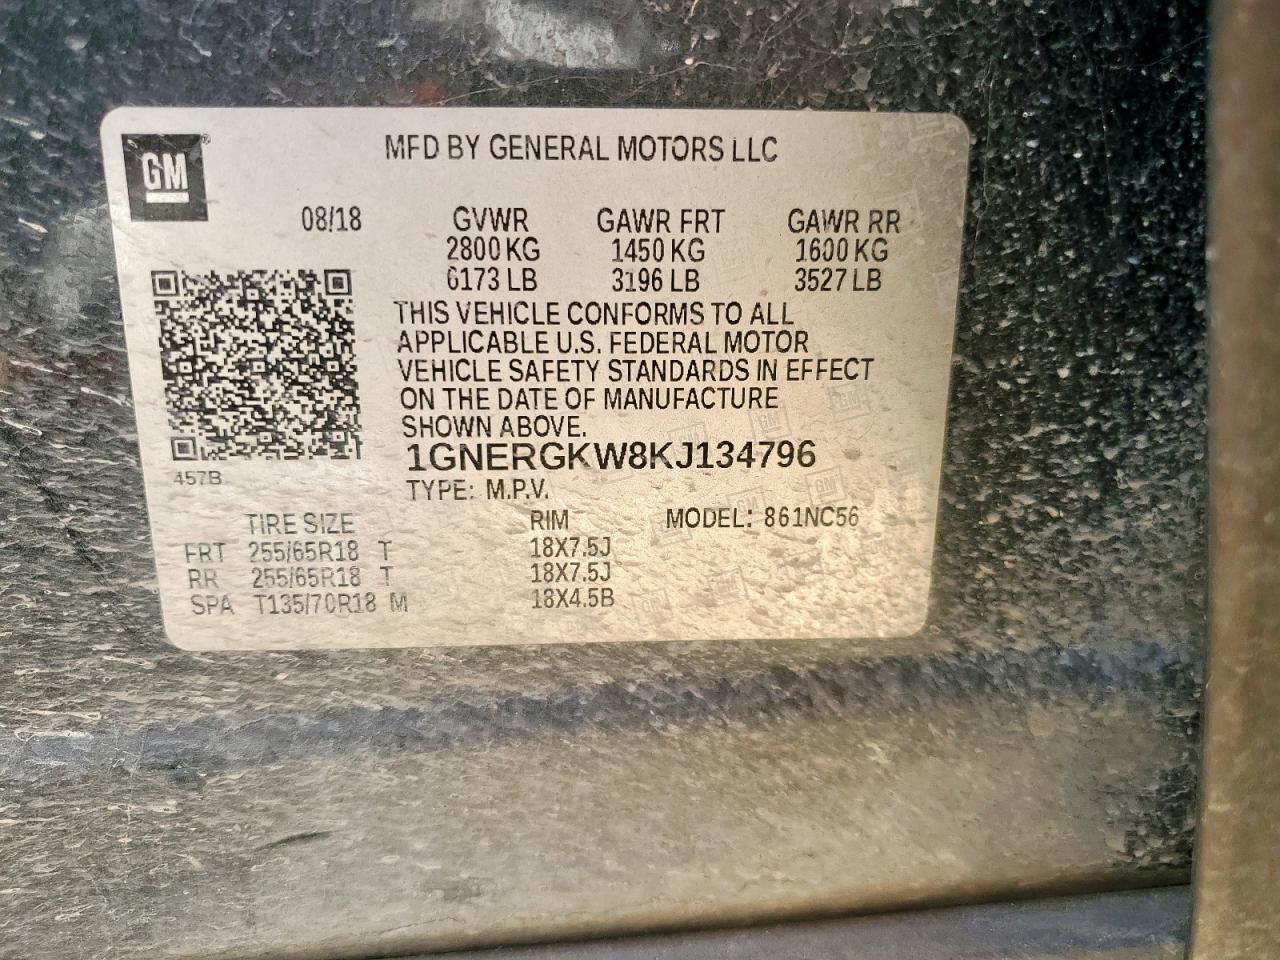 GM
MFD BY GENERAL MOTORS LLC
08/18 GVWR GAWR FRT GAWR RR
2800 KG 1450 KG 1600 KG
6173 LB 3196 LB 3527 LB
THIS VEHICLE CONFORMS TO ALL
APPLICABLE U.S. FEDERAL MOTOR
VEHICLE SAFETY STANDARDS IN EFFECT
ON THE DATE OF MANUFACTURE
SHOWN ABOVE.
1GNERGKW8KJ134796
457B
TYPE: M.P.V.
TIRE SIZE RIM MODEL: 861NC56
FRT 255/65R18 T 18X7.5J
RR 255/65R18 T 18X7.5J
SPA T135/70R18 M 18X4.5B